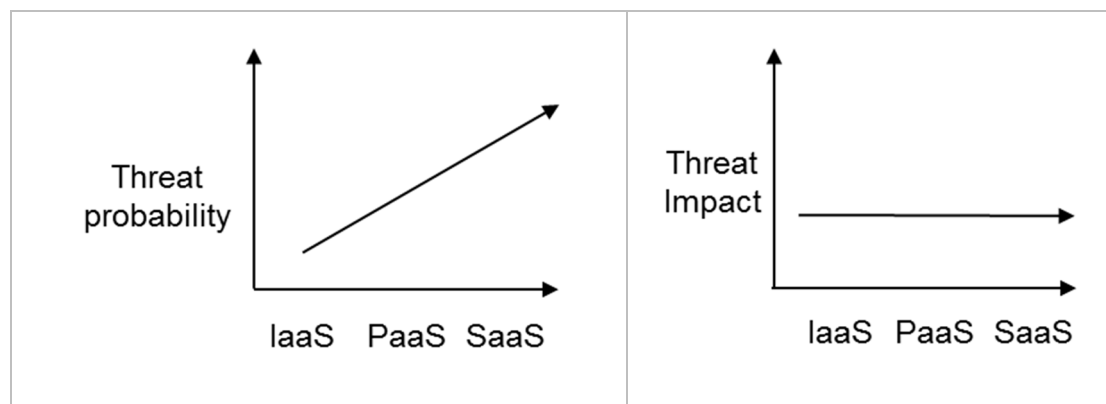 Threat
probability
IaaS PaaS SaaS
Threat
Impact
IaaS PaaS SaaS